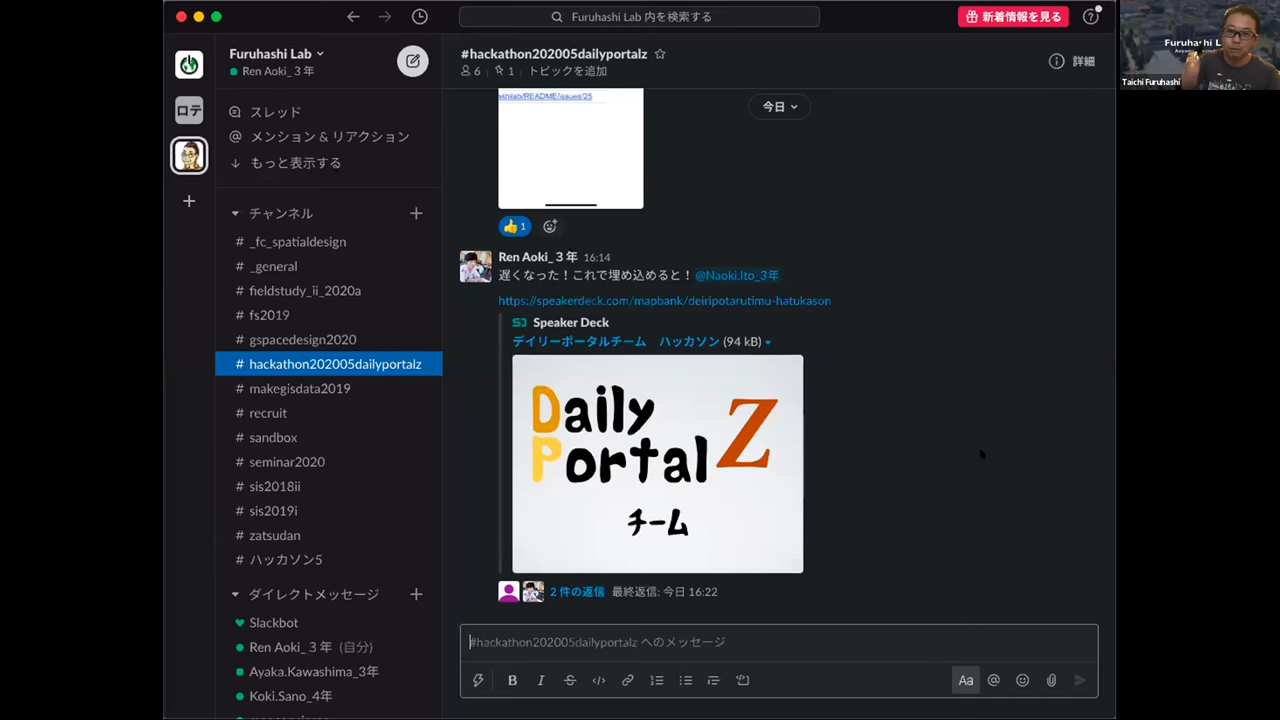 Furuhashi Lab 内を検索する
新着情報を見る
Taichi Furuhashi
ロテ
Furuhashi Lab
Ren Aoki_ 3 年
スレッド
メンション & リアクション
もっと表示する
チャンネル
# _fc_spatialdesign
# _general
# fieldstudy_ii_2020a
# fs2019
# gspacedesign2020
# hackathon202005dailyportalz
# makegisdata2019
# recruit
# sandbox
# seminar2020
# sis2018ii
# sis2019i
# zatsudan
# ハッカソン5
ダイレクトメッセージ
Slackbot
Ren Aoki_ 3 年 (自分)
Ayaka.Kawashima_3年
Koki.Sano_4年
#hackathon202005dailyportalz
6 1 トピックを追加
詳細
今日
ashilab/README/issues/25
1
Ren Aoki_ 3 年 16:14
遅くなった！これで埋め込めると！ @Naoki.Ito_3年
https://speakerdeck.com/mapbank/deiripotarutimu-hatukason
Speaker Deck
デイリーポータルチーム ハッカソン (94 kB)
Daily
Portal Z
チーム
2 件の返信 最終返信: 今日 16:22
#hackathon202005dailyportalz へのメッセージ
B I Aa @